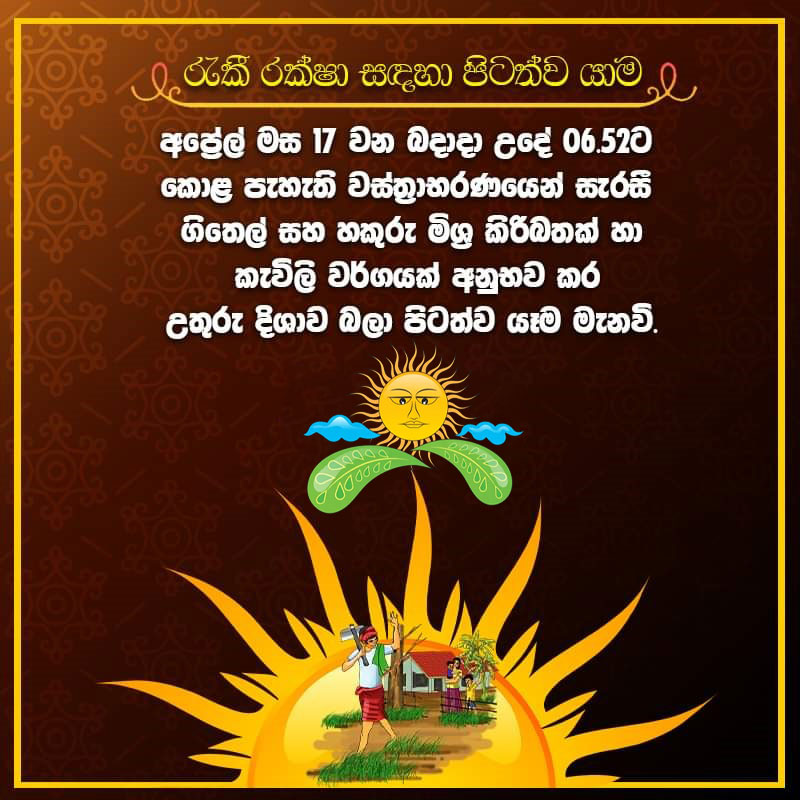 රැකී රක්ෂා සඳහා පිටත්ව යාම
අප්‍රේල් මස 17 වන බදාදා උදේ 06.52ට
කොළ පැහැති වස්ත්‍රාභරණයෙන් සැරසී
ගිතෙල් සහ හකුරු මිශ්‍ර කිරිබතක් හා
කැවිලි වර්ගයක් අනුභව කර
උතුරු දිශාව බලා පිටත්ව යෑම මැනවි.